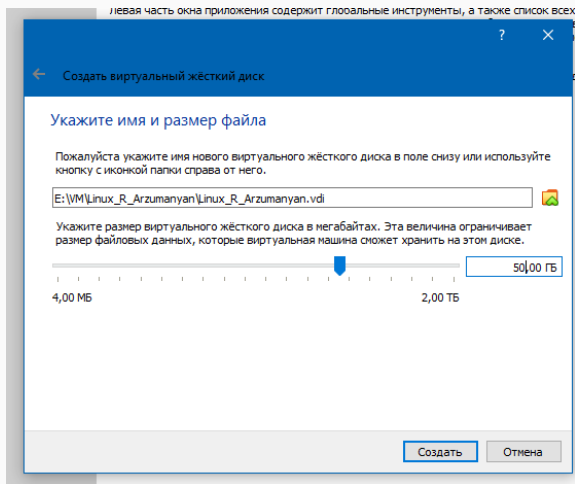 Левая часть окна приложения содержит глобальные инструменты, а также список всех
?
Создать виртуальный жёсткий диск
Укажите имя и размер файла
Пожалуйста укажите имя нового виртуального жёсткого диска в поле снизу или используйте
кнопку с иконкой папки справа от него.
E:\VM\Linux_R_Arzumanyan\Linux_R_Arzumanyan.vdi
Укажите размер виртуального жёсткого диска в мегабайтах. Эта величина ограничивает
размер файловых данных, которые виртуальная машина сможет хранить на этом диске.
50,00 ГБ
4,00 МБ 2,00 ТБ
Создать Отмена